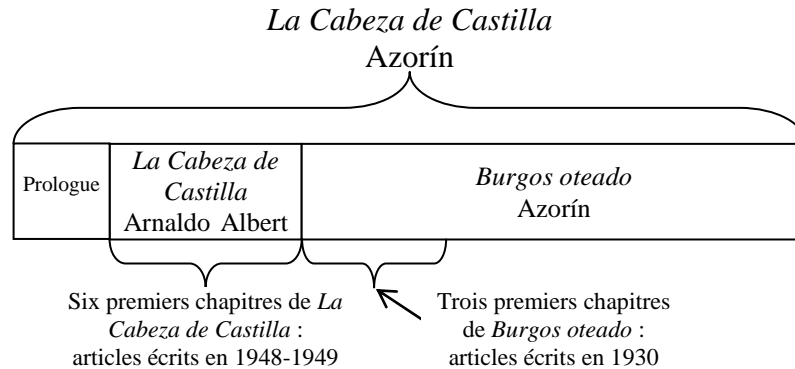 La Cabeza de Castilla
Azorín
Prologue
La Cabeza de
Castilla
Arnaldo Albert
Burgos oteado
Azorín
Six premiers chapitres de La
Cabeza de Castilla :
articles écrits en 1948-1949
Trois premiers chapitres
de Burgos oteado :
articles écrits en 1930